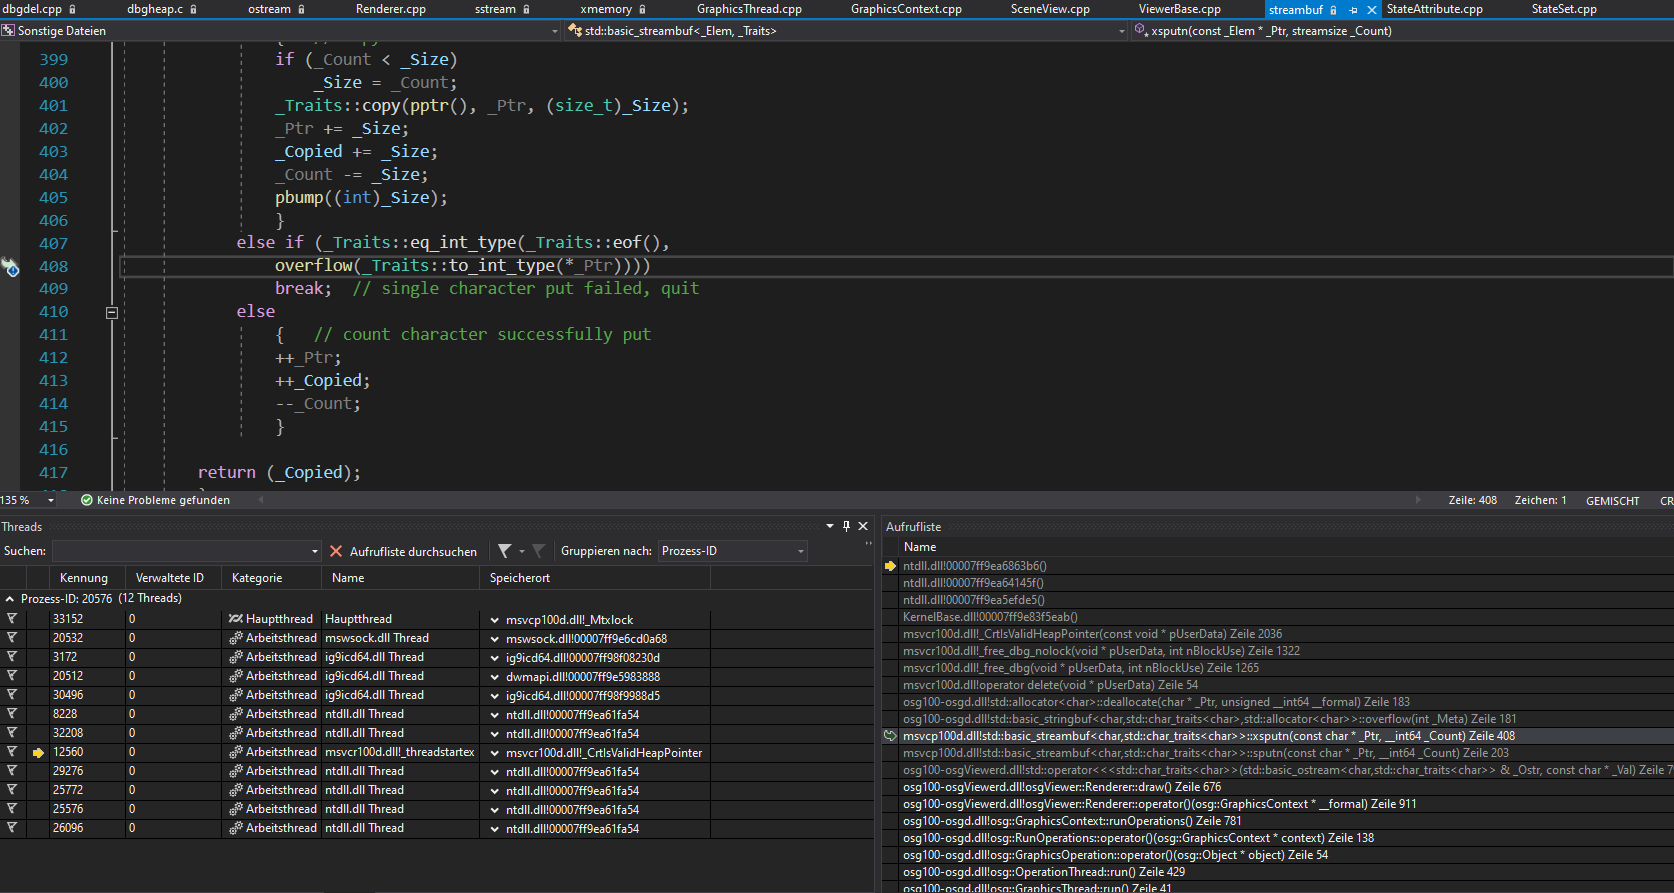 dbgdel.cpp dbgheap.c ostream Renderer.cpp sstream xmemory GraphicsThread.cpp GraphicsContext.cpp SceneView.cpp ViewerBase.cpp streambuf StateAttribute.cpp StateSet.cpp
Sonstige Dateien std::basic_streambuf<_Elem, _Traits> xsputn(const _Elem * _Ptr, streamsize _Count)
399 if (_Count < _Size)
400 _Size = _Count;
401 _Traits::copy(pptr(), _Ptr, (size_t)_Size);
402 _Ptr += _Size;
403 _Copied += _Size;
404 _Count -= _Size;
405 pbump((int)_Size);
406 }
407 else if (_Traits::eq_int_type(_Traits::eof(),
408 overflow(_Traits::to_int_type(*_Ptr))))
409 break; // single character put failed, quit
410 else
411 { // count character successfully put
412 ++_Ptr;
413 ++_Copied;
414 --_Count;
415 }
416
417 return (_Copied);
135 % Keine Probleme gefunden Zeile: 408 Zeichen: 1 GEMISCHT CR
Threads
Suchen: Aufrufliste durchsuchen Gruppieren nach: Prozess-ID
Kennung Verwaltete ID Kategorie Name Speicherort
Prozess-ID: 20576 (12 Threads)
33152 0 Hauptthread Hauptthread msvcp100d.dll!_Mtxlock
20532 0 Arbeitsthread mswsock.dll Thread mswsock.dll!00007ff9e6cd0a68
3172 0 Arbeitsthread ig9icd64.dll Thread ig9icd64.dll!00007ff98f08230d
20512 0 Arbeitsthread ig9icd64.dll Thread dwmapi.dll!00007ff9e5983888
30496 0 Arbeitsthread ig9icd64.dll Thread ig9icd64.dll!00007ff98f9988d5
8228 0 Arbeitsthread ntdll.dll Thread ntdll.dll!00007ff9ea61fa54
32208 0 Arbeitsthread ntdll.dll Thread ntdll.dll!00007ff9ea61fa54
12560 0 Arbeitsthread msvcr100d.dll!_threadstartex msvcr100d.dll!_CrtIsValidHeapPointer
29276 0 Arbeitsthread ntdll.dll Thread ntdll.dll!00007ff9ea61fa54
25772 0 Arbeitsthread ntdll.dll Thread ntdll.dll!00007ff9ea61fa54
25576 0 Arbeitsthread ntdll.dll Thread ntdll.dll!00007ff9ea61fa54
26096 0 Arbeitsthread ntdll.dll Thread ntdll.dll!00007ff9ea61fa54
Aufrufliste
Name
ntdll.dll!00007ff9ea6863b6()
ntdll.dll!00007ff9ea64145f()
ntdll.dll!00007ff9ea5efde5()
KernelBase.dll!00007ff9e83f5eab()
msvcr100d.dll!_CrtIsValidHeapPointer(const void * pUserData) Zeile 2036
msvcr100d.dll!_free_dbg_nolock(void * pUserData, int nBlockUse) Zeile 1322
msvcr100d.dll!_free_dbg(void * pUserData, int nBlockUse) Zeile 1265
msvcr100d.dll!operator delete(void * pUserData) Zeile 54
osg100-osgd.dll!std::allocator<char>::deallocate(char * _Ptr, unsigned __int64 __formal) Zeile 183
osg100-osgd.dll!std::basic_stringbuf<char,std::char_traits<char>,std::allocator<char>>::overflow(int _Meta) Zeile 181
msvcp100d.dll!std::basic_streambuf<char,std::char_traits<char>>::xsputn(const char * _Ptr, __int64 _Count) Zeile 408
msvcp100d.dll!std::basic_streambuf<char,std::char_traits<char>>::sputn(const char * _Ptr, __int64 _Count) Zeile 203
osg100-osgViewerd.dll!std::operator<<<std::char_traits<char>>(std::basic_ostream<char,std::char_traits<char>> & _Ostr, const char * _Val) Zeile 7
osg100-osgViewerd.dll!osgViewer::Renderer::draw() Zeile 676
osg100-osgViewerd.dll!osgViewer::Renderer::operator()(osg::GraphicsContext * __formal) Zeile 911
osg100-osgd.dll!osg::GraphicsContext::runOperations() Zeile 781
osg100-osgd.dll!osg::RunOperations::operator()(osg::GraphicsContext * context) Zeile 138
osg100-osgd.dll!osg::GraphicsOperation::operator()(osg::Object * object) Zeile 54
osg100-osgd.dll!osg::OperationThread::run() Zeile 429
osg100-osgd.dll!osg::GraphicsThread::run() Zeile 41